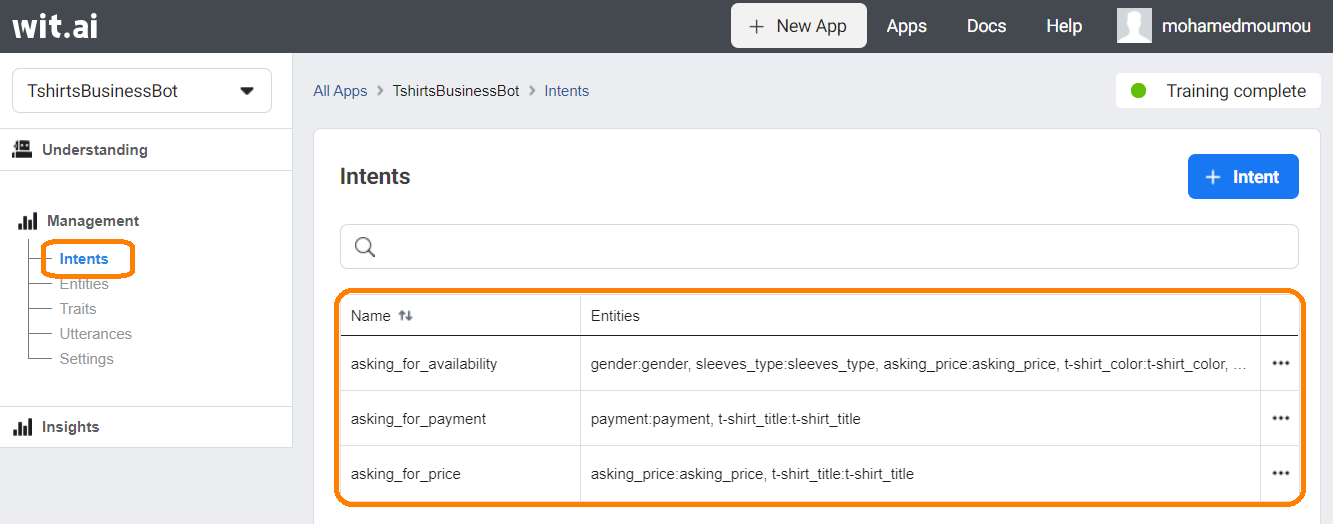 wit.ai
New App Apps Docs Help mohamedmoumou
TshirtsBusinessBot
All Apps > TshirtsBusinessBot > Intents
Training complete
Understanding
Management
Intents
Entities
Traits
Utterances
Settings
Insights
Intents
+ Intent
Name Entities
asking_for_availability gender:gender, sleeves_type:sleeves_type, asking_price:asking_price, t-shirt_color:t-shirt_color, ...
asking_for_payment payment:payment, t-shirt_title:t-shirt_title
asking_for_price asking_price:asking_price, t-shirt_title:t-shirt_title